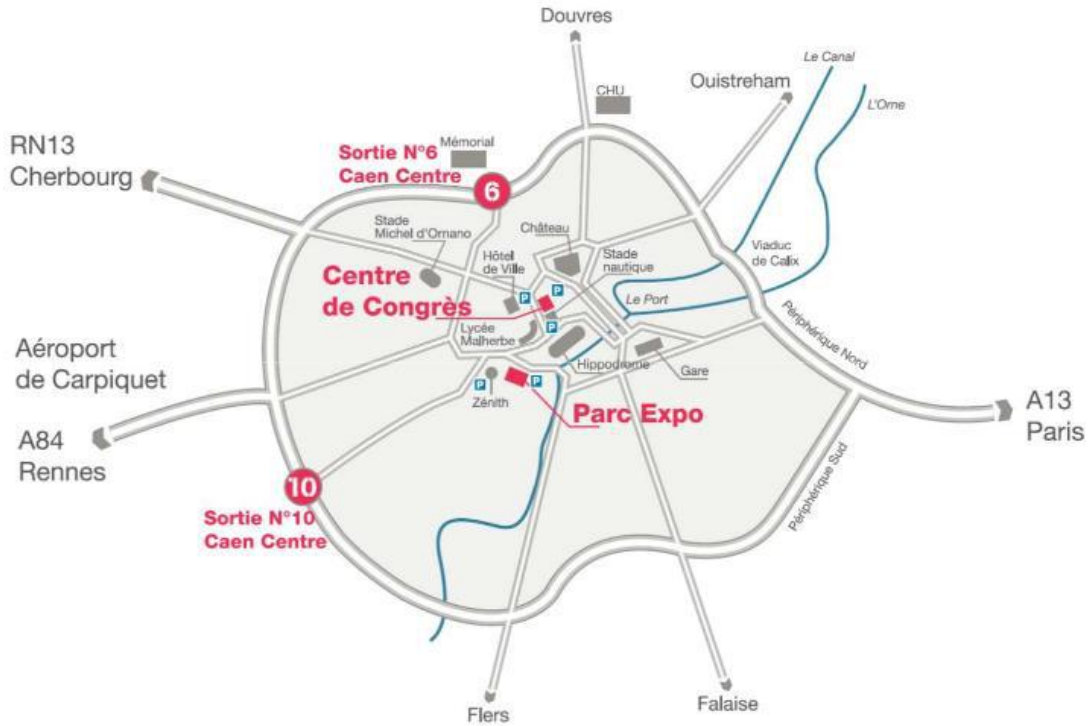 Douvres
Le Canal
Ouistreham
CHU
L'Orne
RN13
Cherbourg
Mémorial
Sortie N°6
Caen Centre
6
Stade
Michel d'Ornano
Château
Hôtel
de Ville
Stade
nautique
Viaduc
de Calix
Centre
de Congrès
P
P
Le Port
Périphérique Nord
Lycée
Malherbe
P
Aéroport
de Carpiquet
Hippodrome
Gare
P
P
Zénith
Parc Expo
A13
Paris
A84
Rennes
10
Sortie N°10
Caen Centre
Périphérique Sud
Flers
Falaise